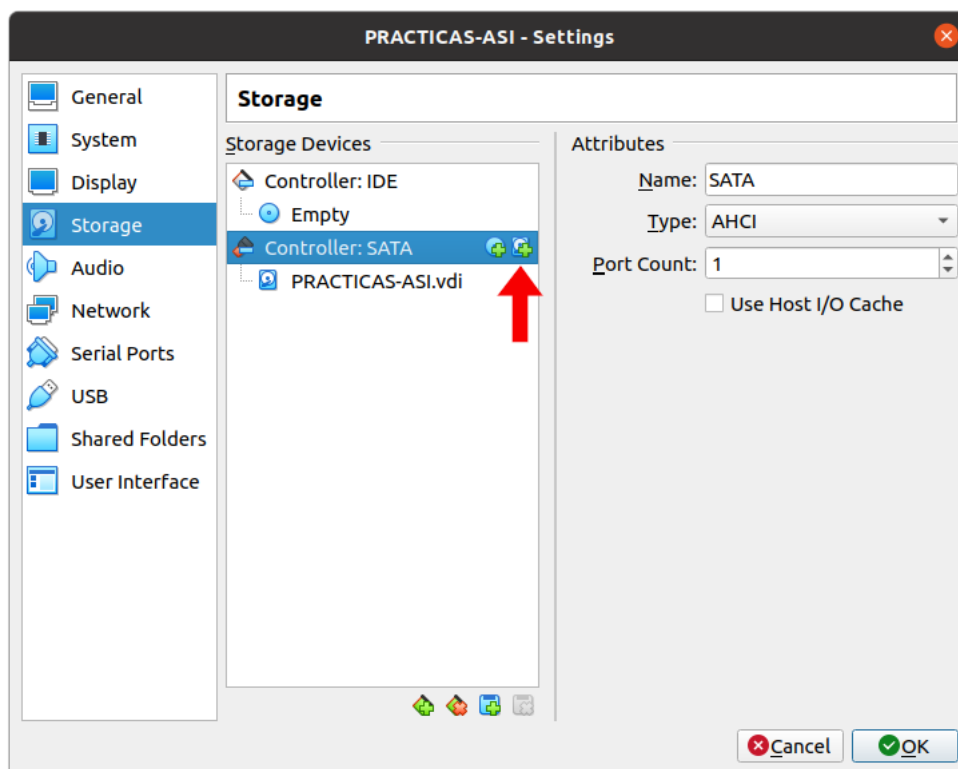 PRACTICAS-ASI - Settings
General
System
Display
Storage
Audio
Network
Serial Ports
USB
Shared Folders
User Interface
Storage
Storage Devices
Controller: IDE
Empty
Controller: SATA
PRACTICAS-ASI.vdi
Attributes
Name: SATA
Type: AHCI
Port Count: 1
Use Host I/O Cache
Cancel
OK